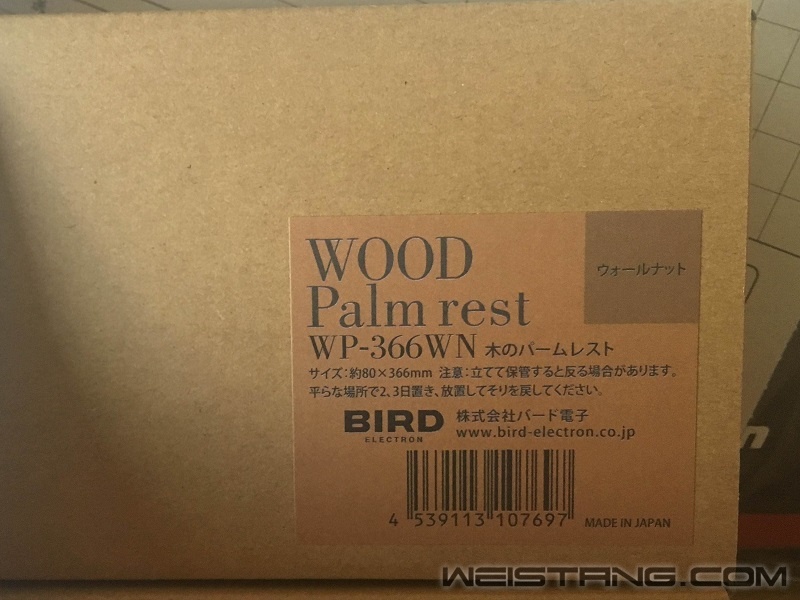 WOOD
Palm rest
ウォールナット
WP-366WN 木のパームレスト
サイズ:約80×366mm 注意:立てて保管すると反る場合があります。
平らな場所で2、3日置き、放置してそりを戻してください。
BIRD
ELECTRON
株式会社バード電子
www.bird-electron.co.jp
4 539113 107697
MADE IN JAPAN
WEISTANG.COM